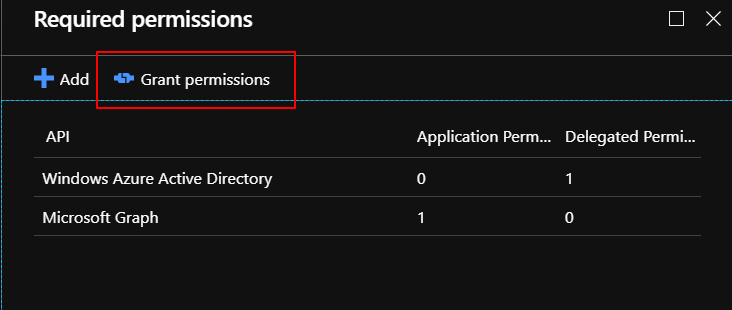 Required permissions
Add Grant permissions
API Application Perm... Delegated Permi...
Windows Azure Active Directory 0 1
Microsoft Graph 1 0